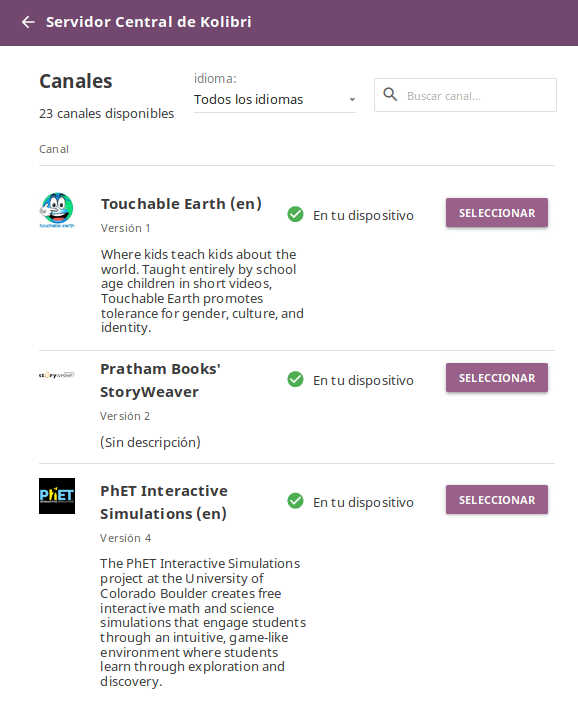 Servidor Central de Kolibri
Canales
23 canales disponibles
idioma:
Todos los idiomas
Buscar canal...
Canal
touchable earth
Touchable Earth (en)
Versión 1
Where kids teach kids about the
world. Taught entirely by school
age children in short videos,
Touchable Earth promotes
tolerance for gender, culture, and
identity.
En tu dispositivo
SELECCIONAR
storyweaver
Pratham Books'
StoryWeaver
Versión 2
(Sin descripción)
En tu dispositivo
SELECCIONAR
PhET
PhET Interactive
Simulations (en)
Versión 4
The PhET Interactive Simulations
project at the University of
Colorado Boulder creates free
interactive math and science
simulations that engage students
through an intuitive, game-like
environment where students
learn through exploration and
discovery.
En tu dispositivo
SELECCIONAR